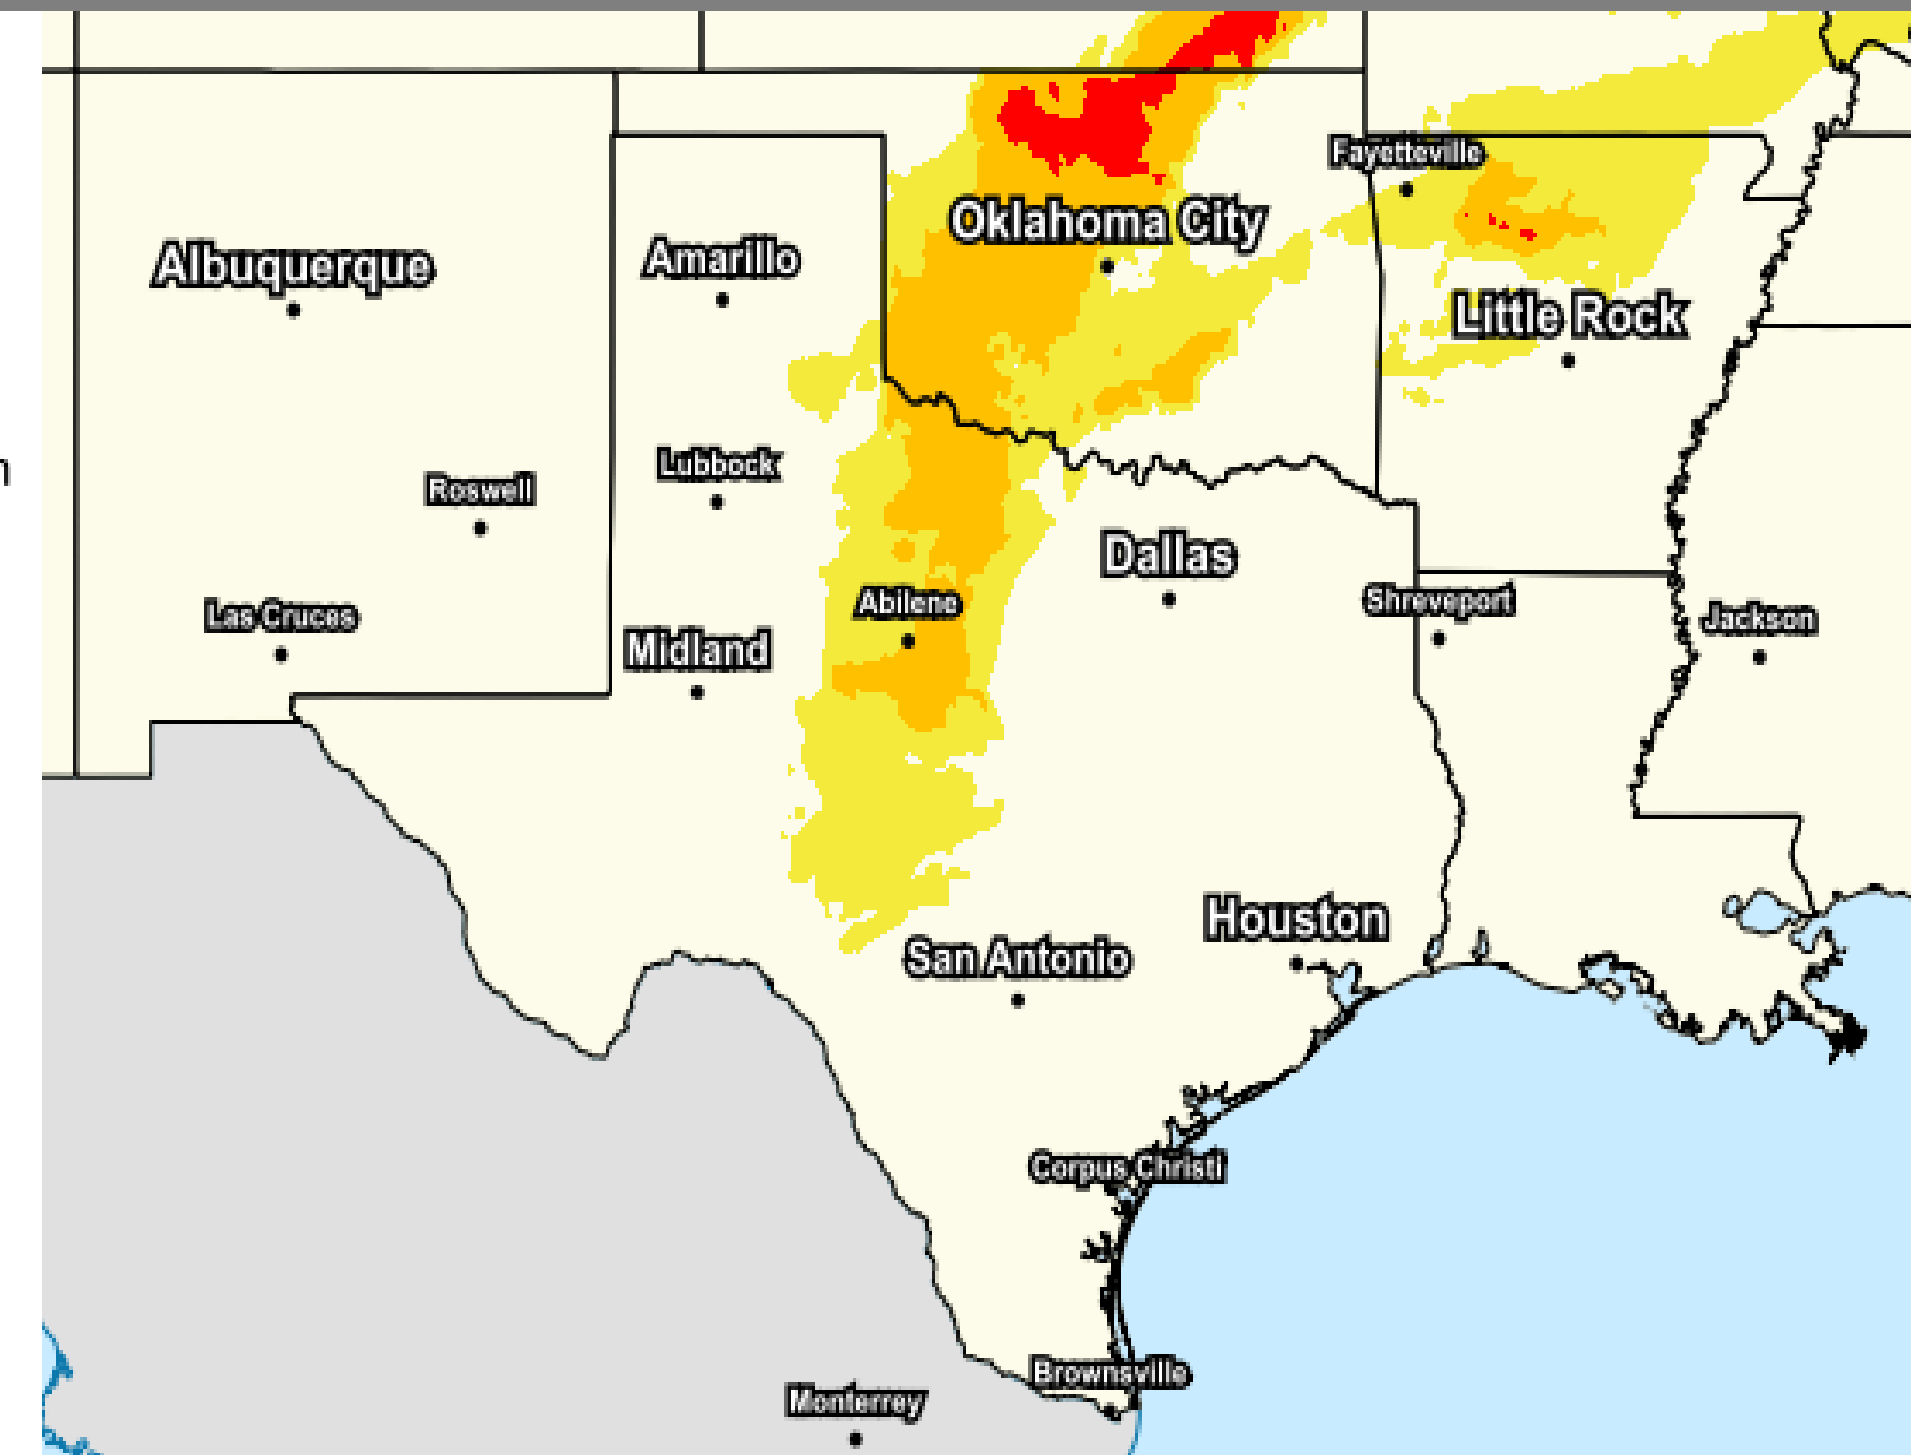 Fayetteville
Oklahoma City
Albuquerque
Amarillo
Little Rock
Lubbock
n
Roswell
Dallas
Abilene
Shreveport
Las Cruces
Jackson
Midland
Houston
San Antonio
Corpus Christi
Brownsville
Monterrey